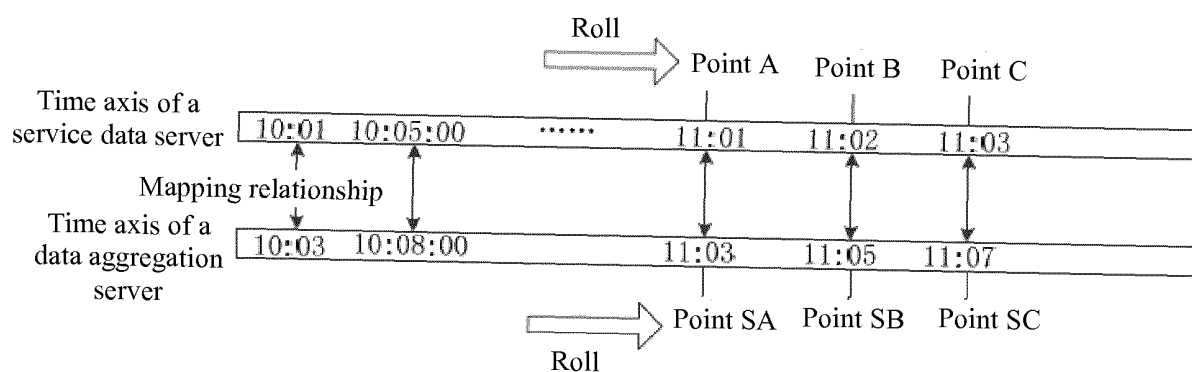 Roll
Point A Point B Point C
Time axis of a
service data server
10:01 10:05:00 ...... 11:01 11:02 11:03
Mapping relationship
Time axis of a
data aggregation
server
10:03 10:08:00 11:03 11:05 11:07
Point SA Point SB Point SC
Roll